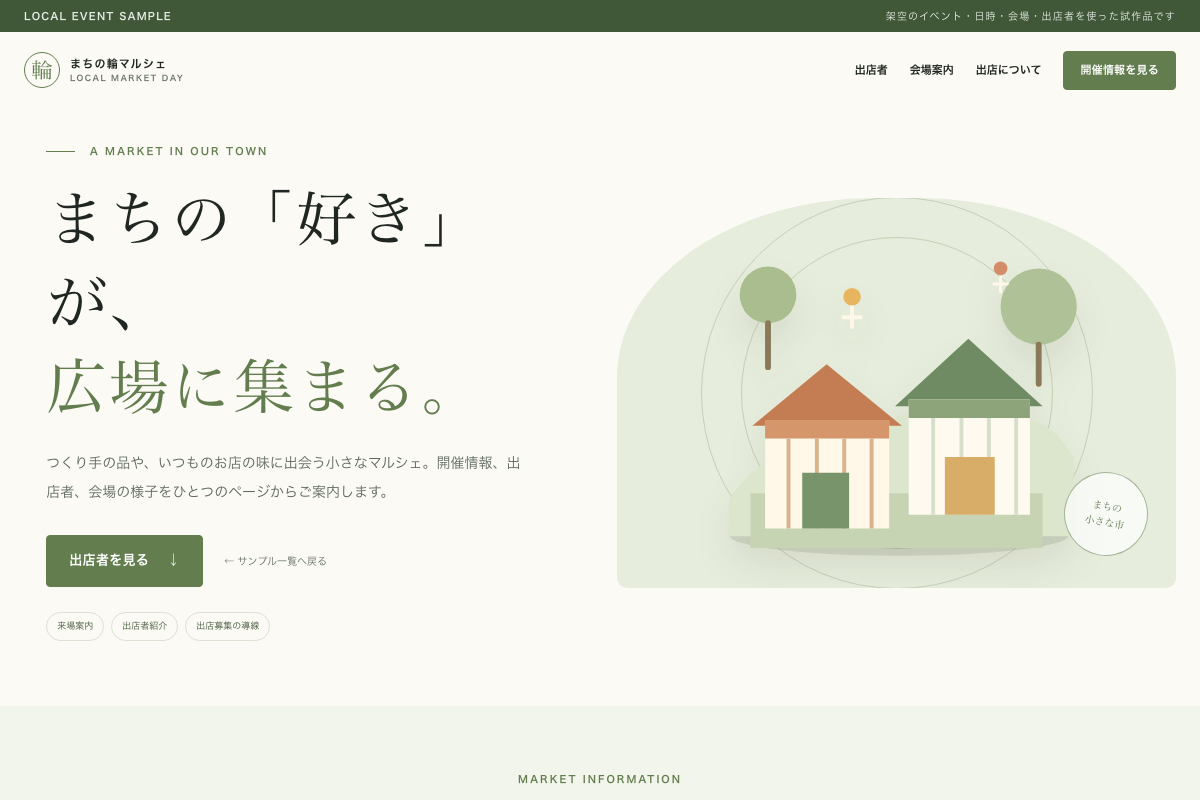 LOCAL EVENT SAMPLE
架空のイベント・日時・会場・出店者を使った試作品です
輪
まちの輪マルシェ
LOCAL MARKET DAY
出店者
会場案内
出店について
開催情報を見る
A MARKET IN OUR TOWN
まちの「好き」
が、
広場に集まる。
つくり手の品や、いつものお店の味に出会う小さなマルシェ。開催情報、出
店者、会場の様子をひとつのページからご案内します。
出店者を見る ↓
← サンプル一覧へ戻る
来場案内
出店者紹介
出店募集の導線
まちの
小さな市
MARKET INFORMATION